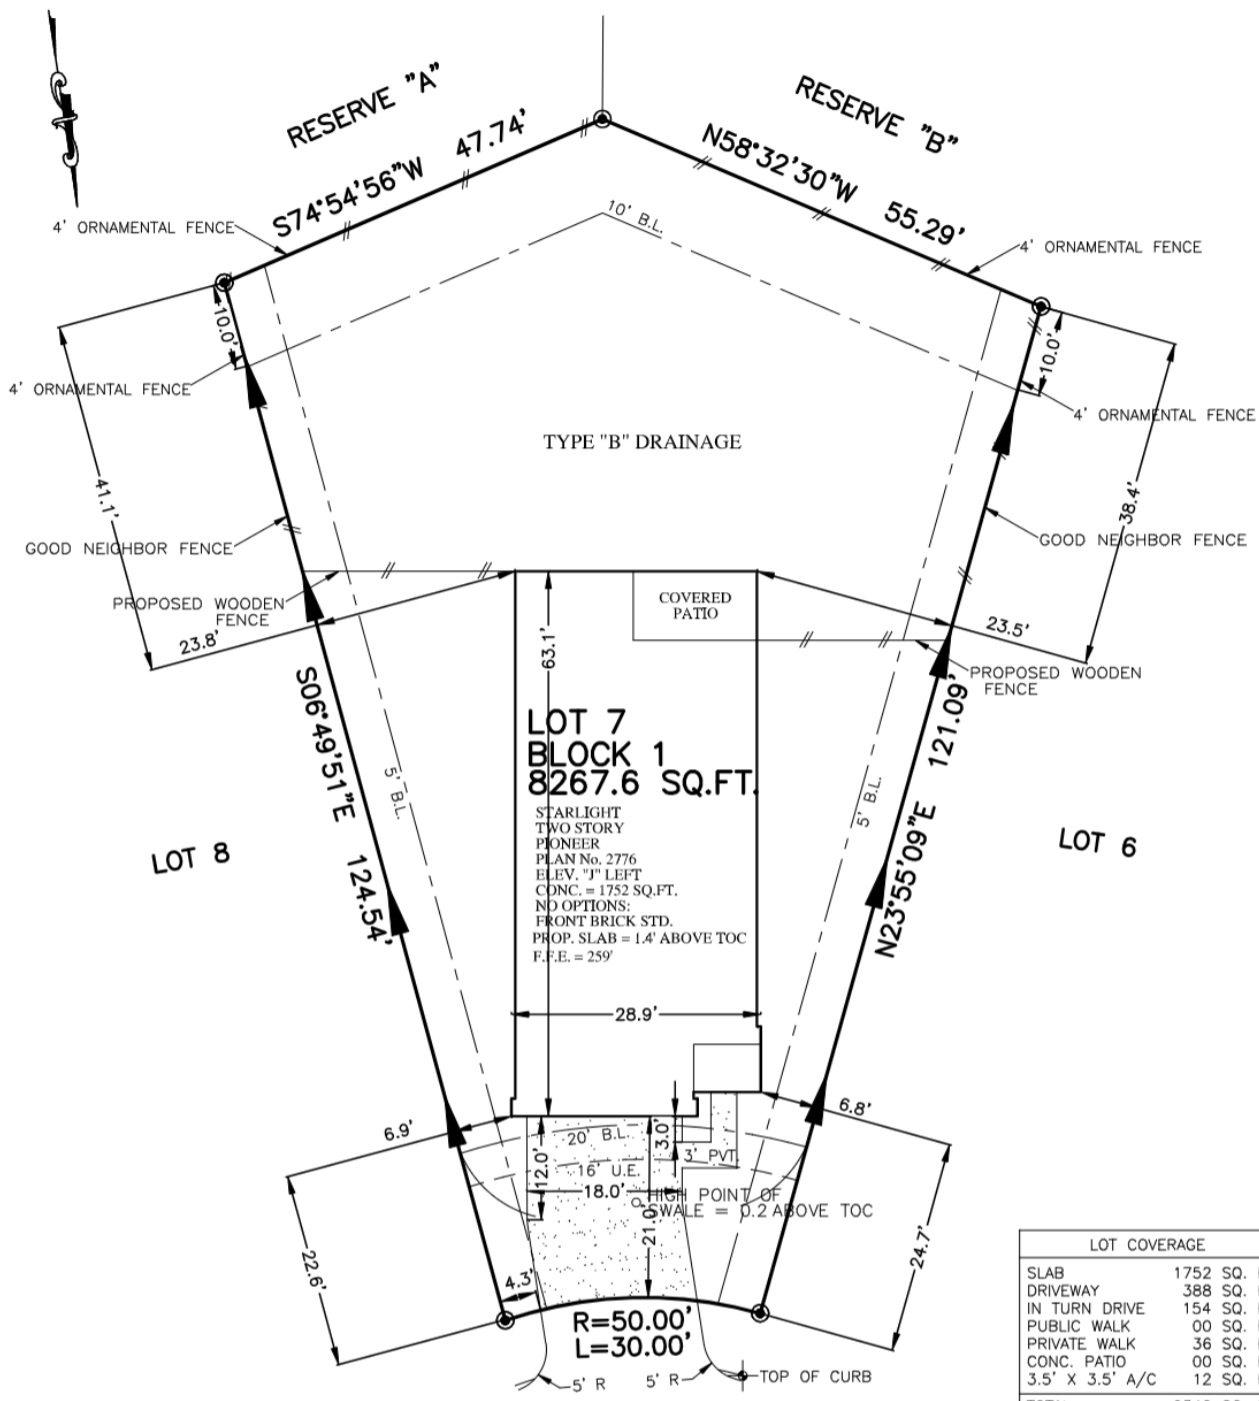 RESERVE "A"
RESERVE "B"
S74°54'56"W 47.74'
N58°32'30"W 55.29'
10' B.L.
4' ORNAMENTAL FENCE
4' ORNAMENTAL FENCE
10.0'
10.0'
4' ORNAMENTAL FENCE
4' ORNAMENTAL FENCE
TYPE "B" DRAINAGE
41.1'
38.4'
GOOD NEIGHBOR FENCE
GOOD NEIGHBOR FENCE
PROPOSED WOODEN
FENCE
COVERED
PATIO
23.8'
23.5'
63.1'
PROPOSED WOODEN
FENCE
S06°49'51"E 124.54'
N23°55'09"E 121.09'
5' B.L.
5' B.L.
LOT 7
BLOCK 1
8267.6 SQ.FT.
STARLIGHT
TWO STORY
PIONEER
PLAN No. 2776
ELEV. "J" LEFT
CONC. = 1752 SQ.FT.
NO OPTIONS:
FRONT BRICK STD.
PROP. SLAB = 1.4' ABOVE TOC
F.F.E. = 259'
LOT 8
LOT 6
28.9'
6.9'
6.8'
20' B.L.
3.0'
12.0'
3' PVT.
16' U.E.
18.0'
HIGH POINT OF
SWALE = 0.2 ABOVE TOC
21.0'
22.6'
24.7'
4.3'
R=50.00'
L=30.00'
5' R
5' R
TOP OF CURB
LOT COVERAGE
SLAB 1752 SQ.
DRIVEWAY 388 SQ.
IN TURN DRIVE 154 SQ.
PUBLIC WALK 00 SQ.
PRIVATE WALK 36 SQ.
CONC. PATIO 00 SQ.
3.5' X 3.5' A/C 12 SQ.